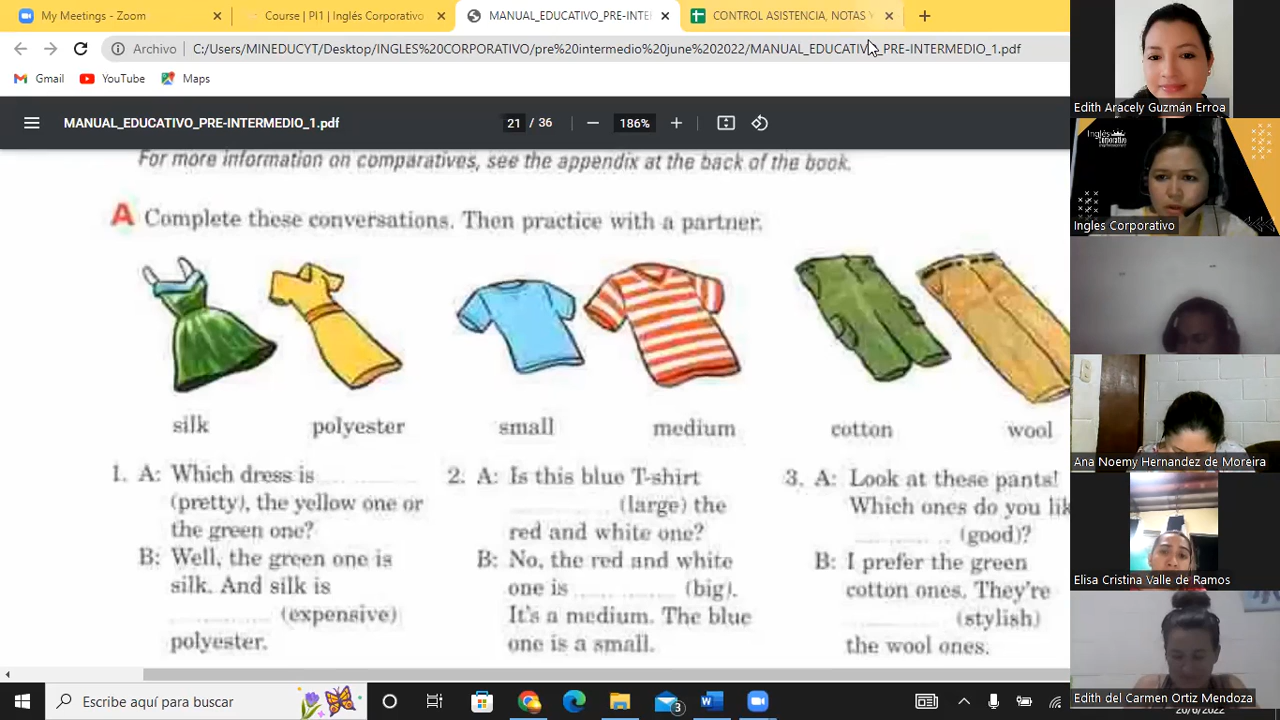 My Meetings - Zoom
Course | PI1 | Inglés Corporativo
MANUAL_EDUCATIVO_PRE-INTE
CONTROL ASISTENCIA, NOTAS Y
Archivo
C:/Users/MINEDUCYT/Desktop/INGLES%20CORPORATIVO/pre%20intermedio%20june%202022/MANUAL_EDUCATIVO_PRE-INTERMEDIO_1.pdf
Gmail
YouTube
Maps
MANUAL_EDUCATIVO_PRE-INTERMEDIO_1.pdf
21 / 36
186%
For more information on comparatives, see the appendix at the back of the book.
A Complete these conversations. Then practice with a partner.
silk
polyester
small
medium
cotton
wool
1. A: Which dress is
(pretty), the yellow one or
the green one?
B: Well, the green one is
silk. And silk is
(expensive)
polyester.
2. A: Is this blue T-shirt
(large) the
red and white one?
B: No, the red and white
one is (big).
It's a medium. The blue
one is a small.
3. A: Look at these pants!
Which ones do you lik
(good)?
B: I prefer the green
cotton ones. They're
(stylish)
the wool ones.
Edith Aracely Guzmán Erroa
Inglés
Corporativo
Ingles Corporativo
Ana Noemy Hernandez de Moreira
Elisa Cristina Valle de Ramos
Edith del Carmen Ortiz Mendoza
Escribe aquí para buscar
3
20/6/2022